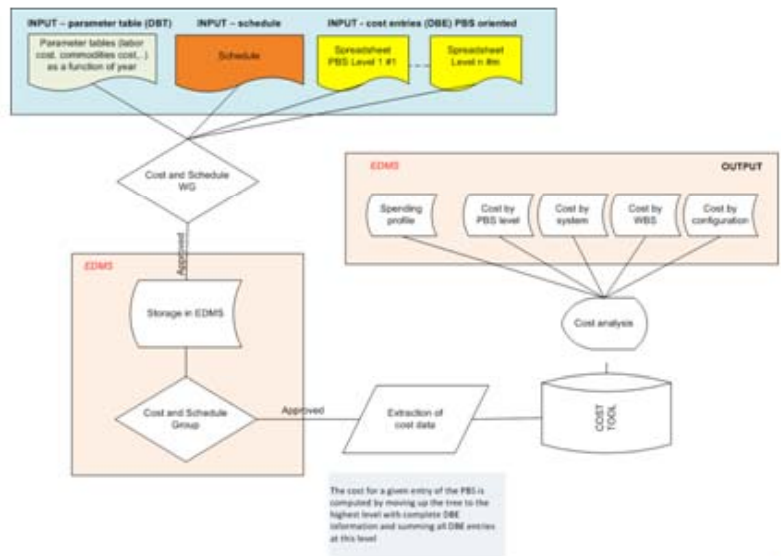 INPUT – parameter table (DBT)
INPUT – schedule
INPUT - cost entries (DBE) PBS oriented
Parameter tables (labor
cost. commodities cost,..)
as a function of year
Schedule
Spreadsheet
PBS Level 1 #1
Spreadsheet
Level n #m
Cost and Schedule
WG
Approved
EDMS
OUTPUT
Spending
profile
Cost by
PBS level
Cost by
system
Cost by
WBS
Cost by
configuration
EDMS
Storage in EDMS
Cost analysis
Cost and Schedule
Group
Approved
Extraction of
cost data
COST
TOOL
The cost for a given entry of the PBS is
computed by moving up the tree to the
highest level with complete DBE
information and summing all DBE entries
at this level